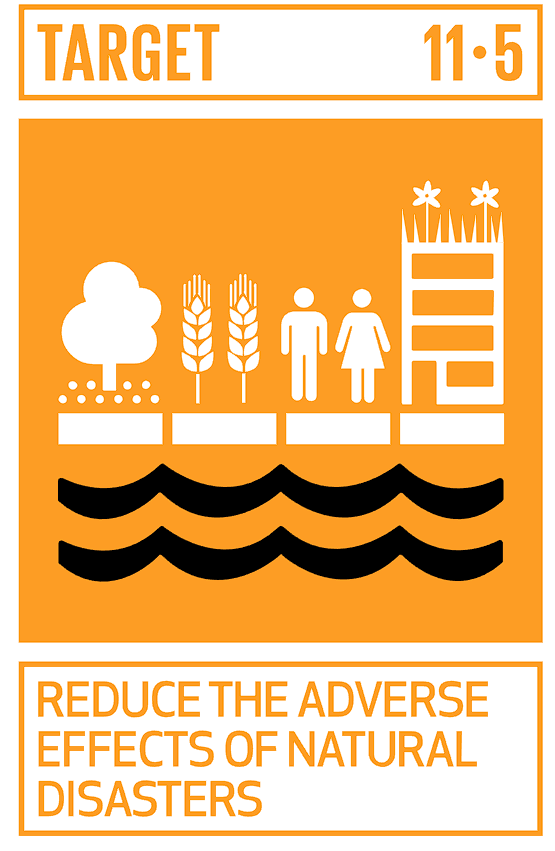 TARGET 11•5
REDUCE THE ADVERSE
EFFECTS OF NATURAL
DISASTERS